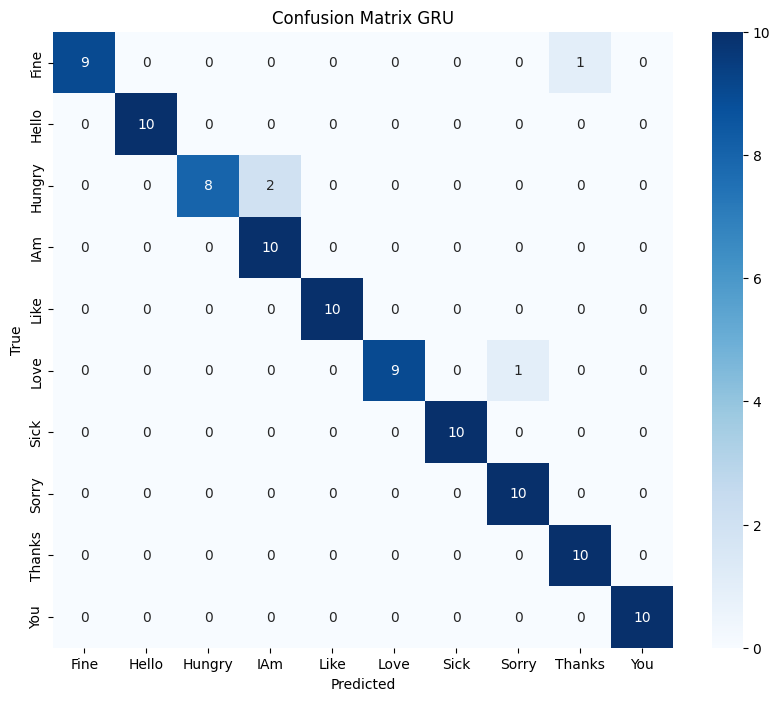 Confusion Matrix GRU
Fine 9 0 0 0 0 0 0 0 1 0
Hello 0 10 0 0 0 0 0 0 0 0
Hungry 0 0 8 2 0 0 0 0 0 0
IAm 0 0 0 10 0 0 0 0 0 0
Like 0 0 0 0 10 0 0 0 0 0
Love 0 0 0 0 0 9 0 1 0 0
Sick 0 0 0 0 0 0 10 0 0 0
Sorry 0 0 0 0 0 0 0 10 0 0
Thanks 0 0 0 0 0 0 0 0 10 0
You 0 0 0 0 0 0 0 0 0 10
True
Fine Hello Hungry IAm Like Love Sick Sorry Thanks You
Predicted
10
8
6
4
2
0